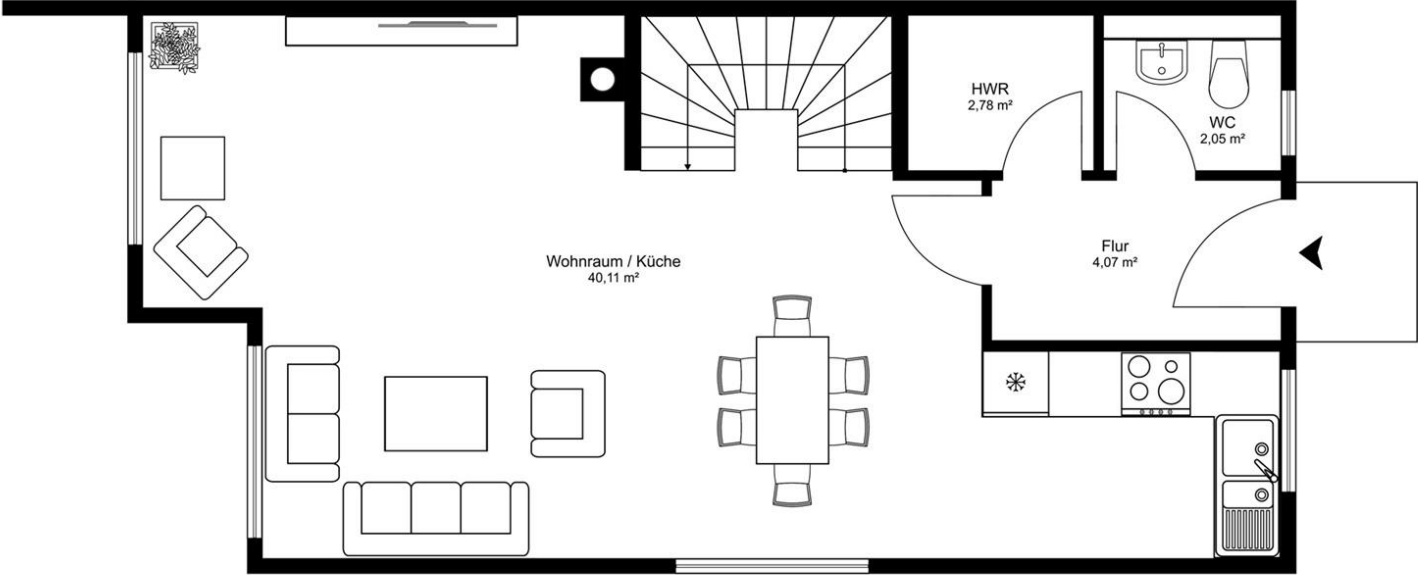 HWR
2,78 m²
WC
2,05 m²
Wohnraum / Küche
40,11 m²
Flur
4,07 m²